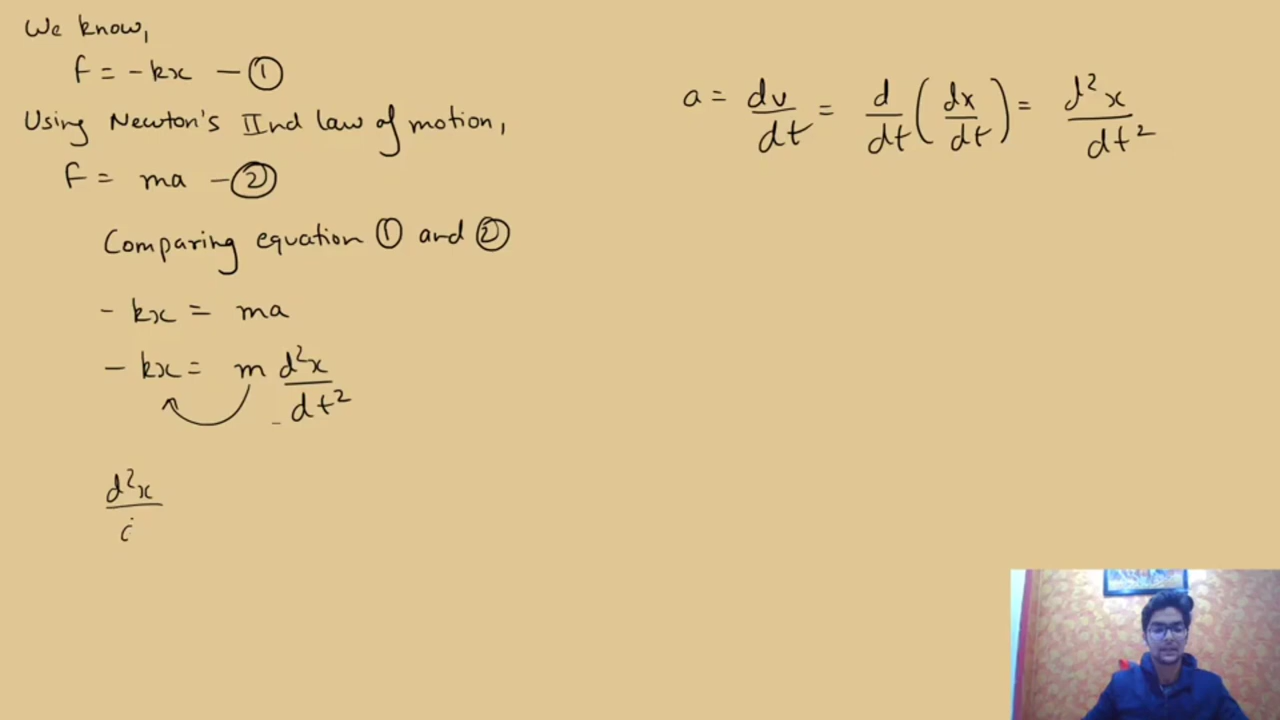 We know,
F = - kx - ①
Using Newton's IInd law of motion,
F = ma - ②
Comparing equation ① and ②
- kx = ma
- kx = m d²x/dt²
d²x
a = dv/dt = d/dt (dx/dt) = d²x/dt²